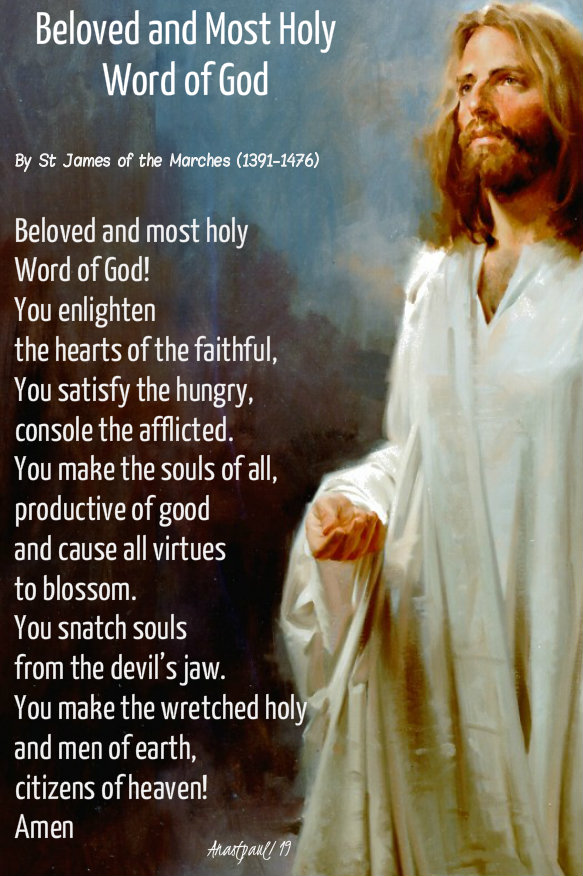 Beloved and Most Holy
Word of God
By St James of the Marches (1391-1476)
Beloved and most holy
Word of God!
You enlighten
the hearts of the faithful,
You satisfy the hungry,
console the afflicted.
You make the souls of all,
productive of good
and cause all virtues
to blossom.
You snatch souls
from the devil’s jaw.
You make the wretched holy
and men of earth,
citizens of heaven!
Amen
Anastpaul/ 19